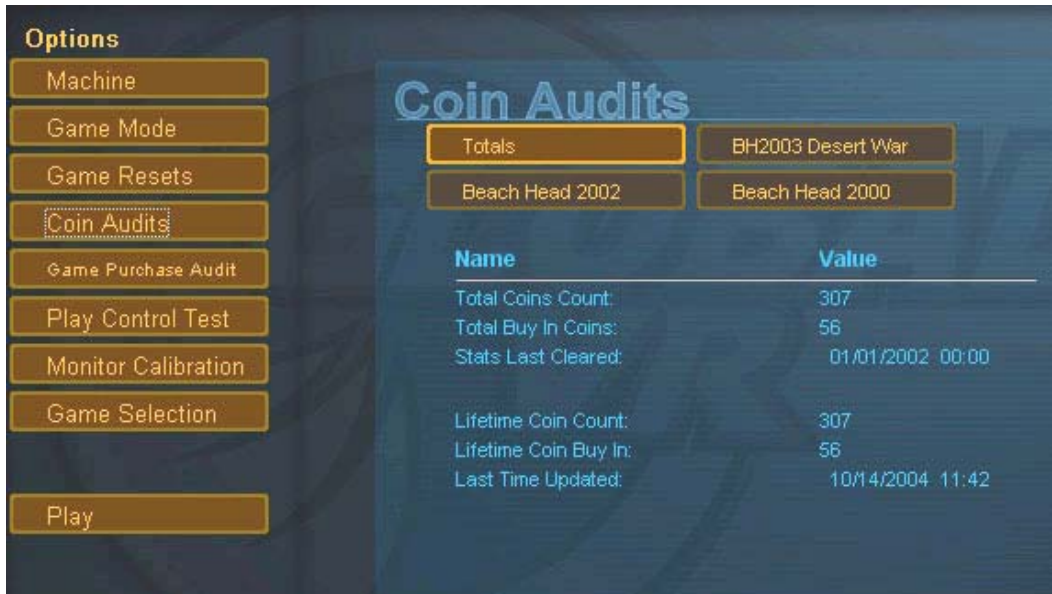 Options
Machine
Game Mode
Game Resets
Coin Audits
Game Purchase Audit
Play Control Test
Monitor Calibration
Game Selection
Play
Coin Audits
Totals
BH2003 Desert War
Beach Head 2002
Beach Head 2000
Name Value
Total Coins Count: 307
Total Buy In Coins: 56
Stats Last Cleared: 01/01/2002 00:00
Lifetime Coin Count: 307
Lifetime Coin Buy In: 56
Last Time Updated: 10/14/2004 11:42